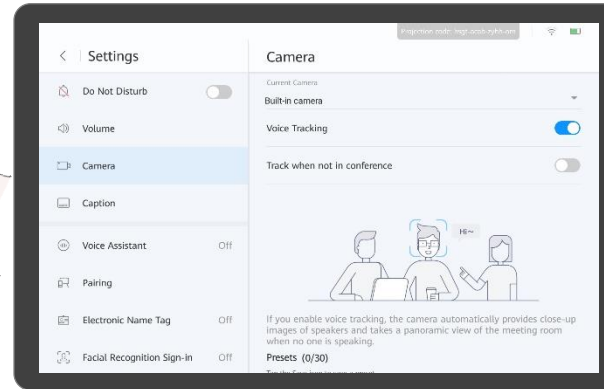 Projection code:
Settings
Camera
Do Not Disturb
Current Camera
Built-in camera
Volume
Voice Tracking
Camera
Track when not in conference
Caption
Hi~
Voice Assistant Off
Pairing
Electronic Name Tag Off
If you enable voice tracking, the camera automatically provides close-up
images of speakers and takes a panoramic view of the meeting room
when no one is speaking.
Facial Recognition Sign-in Off
Presets (0/30)